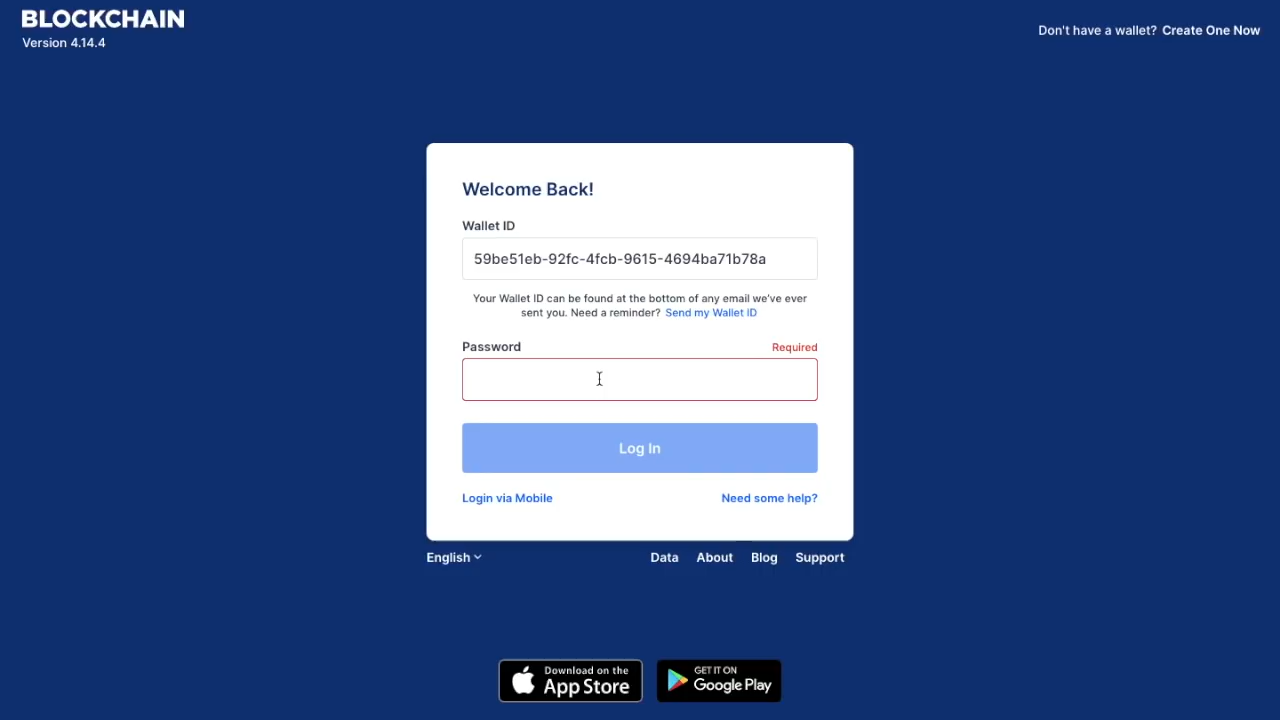 BLOCKCHAIN
Version 4.14.4
Don't have a wallet? Create One Now
Welcome Back!
Wallet ID
59be51eb-92fc-4fcb-9615-4694ba71b78a
Your Wallet ID can be found at the bottom of any email we've ever
sent you. Need a reminder? Send my Wallet ID
Password Required
Log In
Login via Mobile Need some help?
English Data About Blog Support
Download on the
App Store
GET IT ON
Google Play